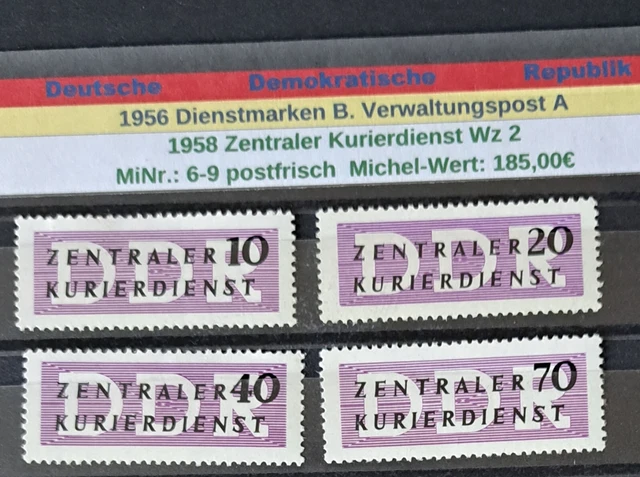 Deutsche Demokratische Republik
1956 Dienstmarken B. Verwaltungspost A
1958 Zentraler Kurierdienst Wz 2
MiNr.: 6-9 postfrisch Michel-Wert: 185,00€
DDR
ZENTRALER 10
KURIERDIENST
DDR
ZENTRALER 20
KURIERDIENST
DDR
ZENTRALER 40
KURIERDIENST
DDR
ZENTRALER 70
KURIERDIENST